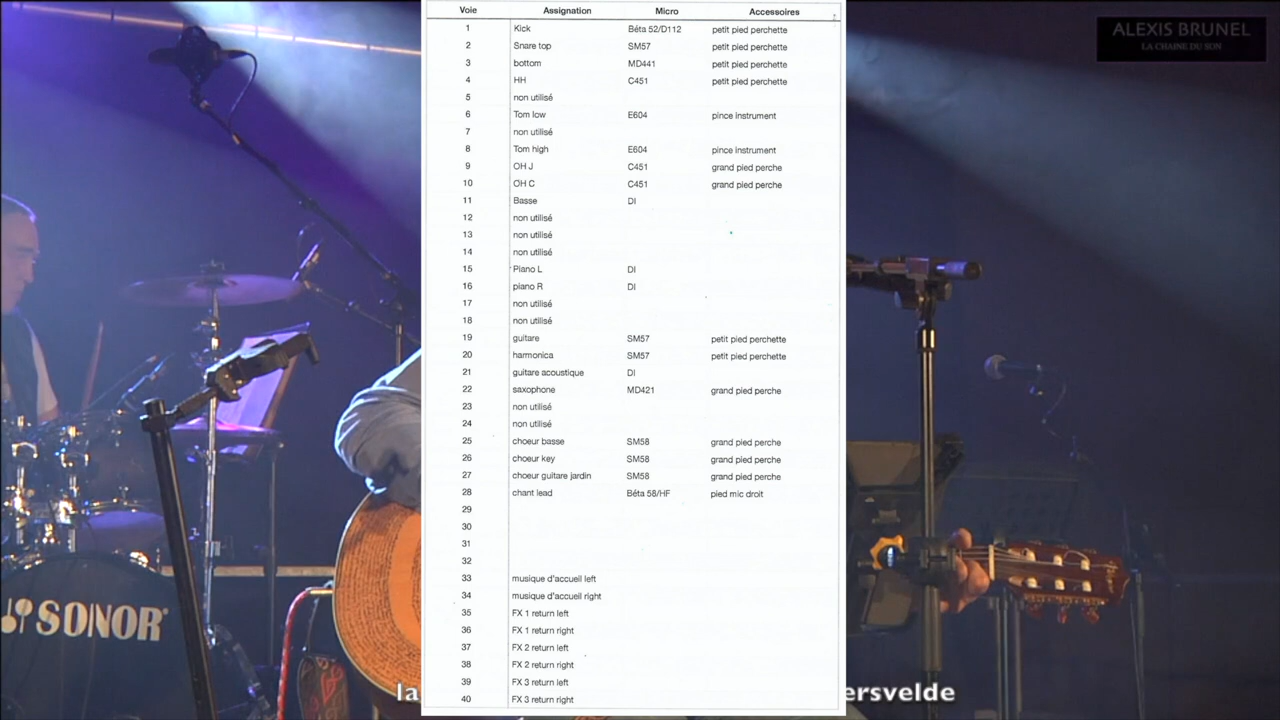 Voie Assignation Micro Accessoires
1 Kick Béta 52/D112 petit pied perchette
2 Snare top SM57 petit pied perchette
3 bottom MD441 petit pied perchette
4 HH C451 petit pied perchette
5 non utilisé
6 Tom low E604 pince instrument
7 non utilisé
8 Tom high E604 pince instrument
9 OH J C451 grand pied perche
10 OH C C451 grand pied perche
11 Basse DI
12 non utilisé
13 non utilisé
14 non utilisé
15 Piano L DI
16 piano R DI
17 non utilisé
18 non utilisé
19 guitare SM57 petit pied perchette
20 harmonica SM57 petit pied perchette
21 guitare acoustique DI
22 saxophone MD421 grand pied perche
23 non utilisé
24 non utilisé
25 choeur basse SM58 grand pied perche
26 choeur key SM58 grand pied perche
27 choeur guitare jardin SM58 grand pied perche
28 chant lead Béta 58/HF pied mic droit
29
30
31
32
33 musique d'accueil left
34 musique d'accueil right
35 FX 1 return left
36 FX 1 return right
37 FX 2 return left
38 FX 2 return right
39 FX 3 return left
40 FX 3 return right
ALEXIS BRUNEL
LA CHAINE DU SON
SONOR
la ersvelde